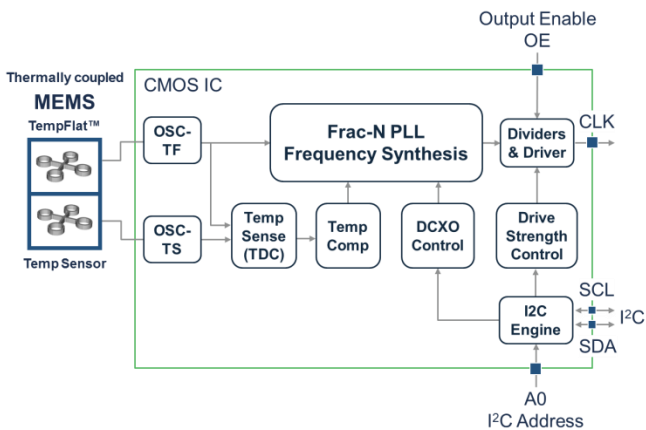 Output Enable
OE
Thermally coupled
MEMS
TempFlat™
CMOS IC
OSC-
TF
Frac-N PLL
Frequency Synthesis
Dividers
& Driver
CLK
OSC-
TS
Temp
Sense
(TDC)
Temp
Comp
DCXO
Control
Drive
Strength
Control
Temp Sensor
I2C
Engine
SCL
I²C
SDA
A0
I²C Address